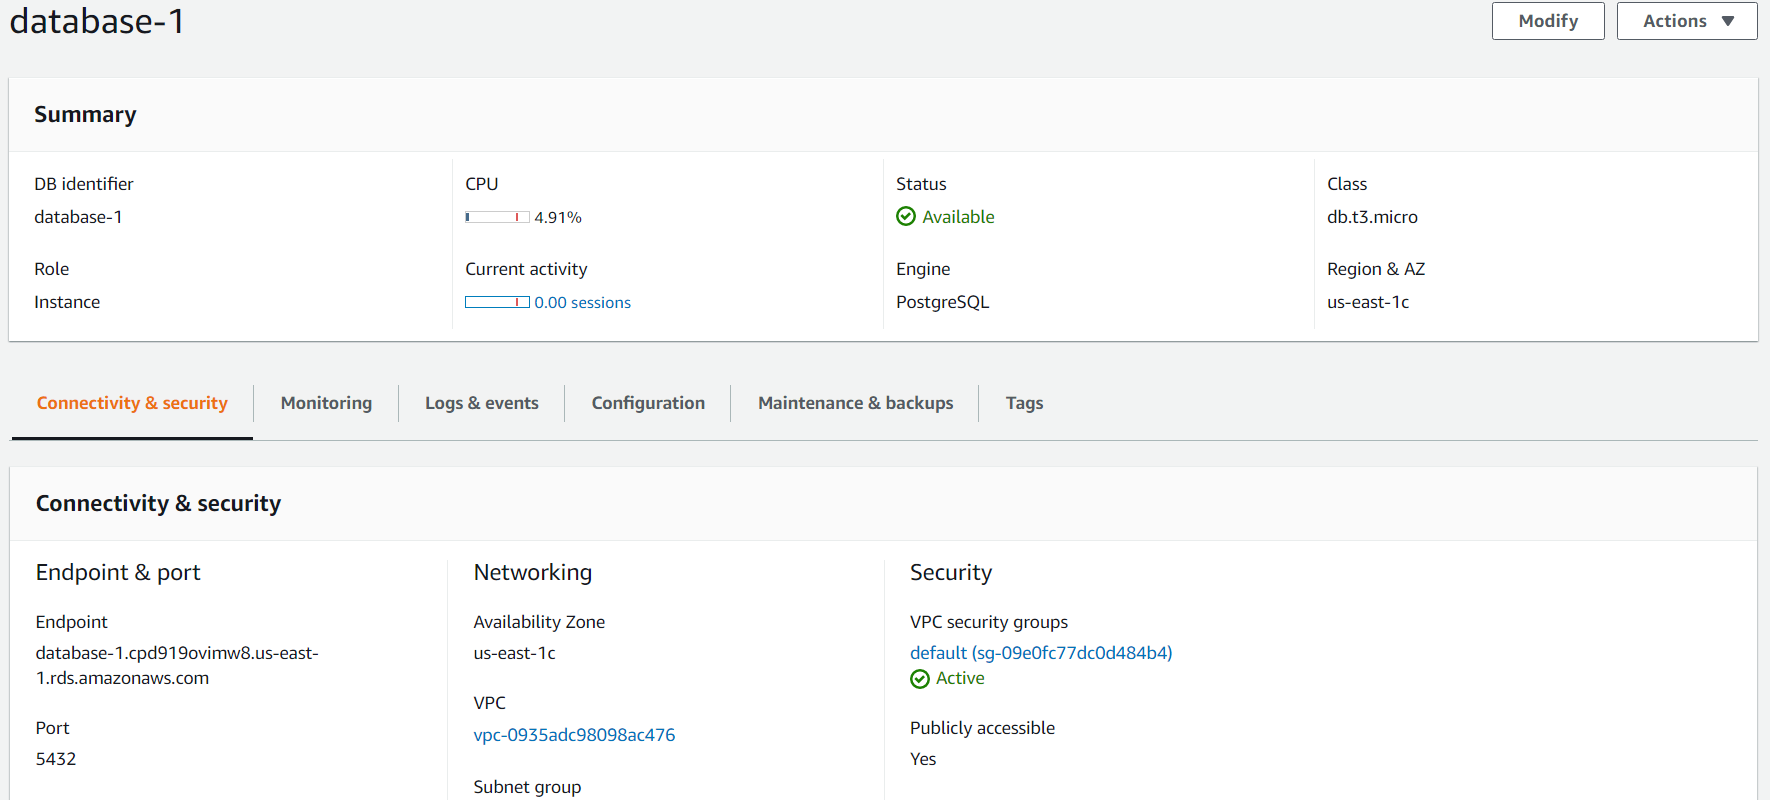 database-1
Modify
Actions
Summary
DB identifier
database-1
CPU
4.91%
Status
Available
Class
db.t3.micro
Role
Instance
Current activity
0.00 sessions
Engine
PostgreSQL
Region & AZ
us-east-1c
Connectivity & security
Monitoring
Logs & events
Configuration
Maintenance & backups
Tags
Connectivity & security
Endpoint & port
Endpoint
database-1.cpd919ovimw8.us-east-
1.rds.amazonaws.com
Port
5432
Networking
Availability Zone
us-east-1c
VPC
vpc-0935adc98098ac476
Subnet group
Security
VPC security groups
default (sg-09e0fc77dc0d484b4)
Active
Publicly accessible
Yes